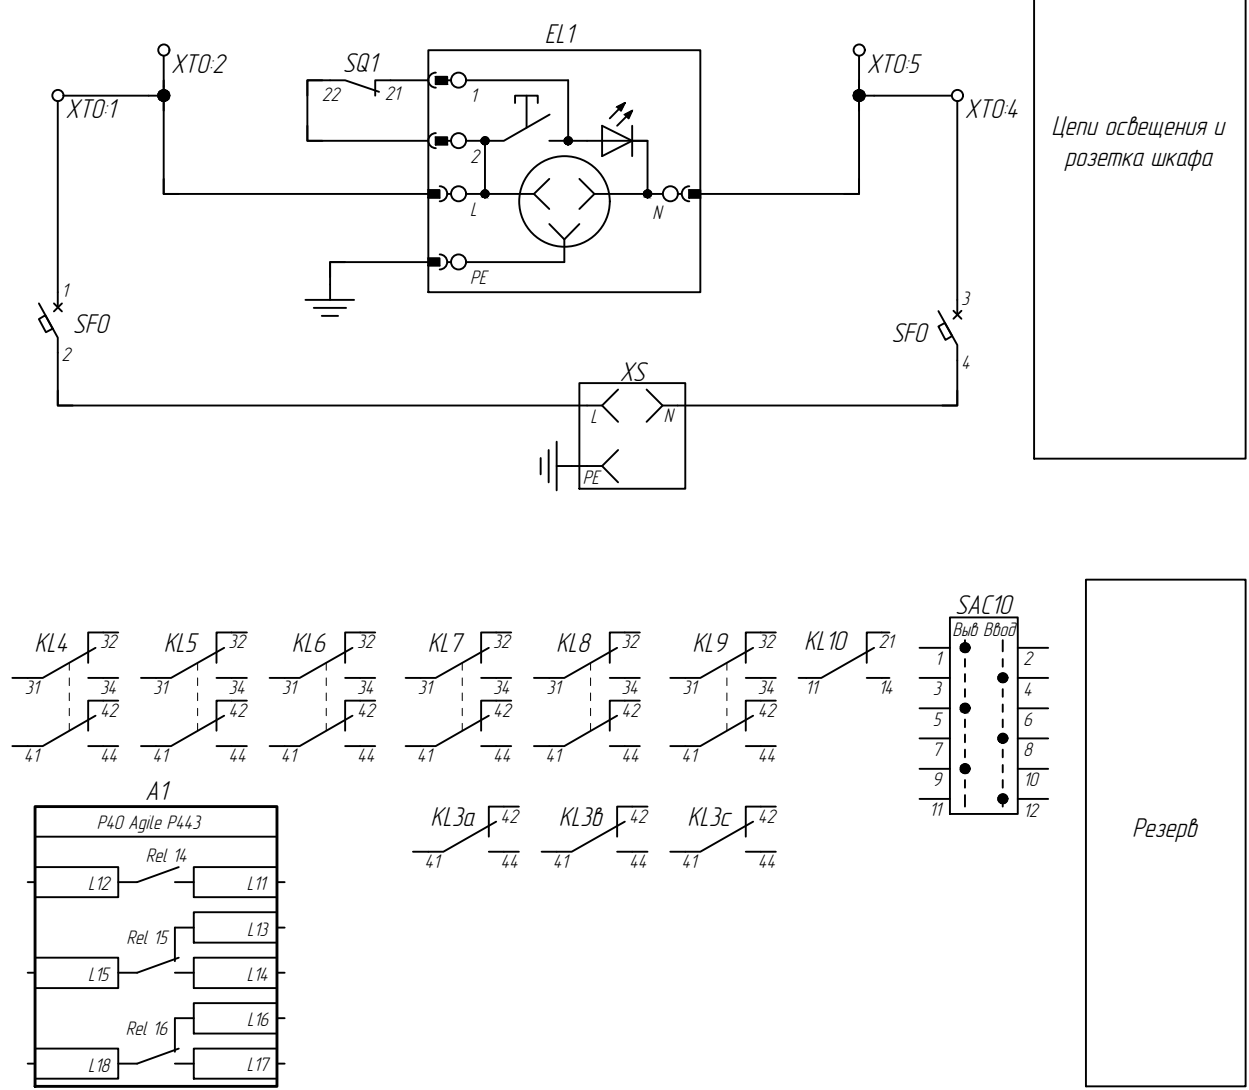 EL1
XT0:2
SQ1
XT0:5
22
21
1
XT0:1
XT0:4
Цепи освещения и
розетка шкафа
2
L
N
PE
1
SF0
2
3
SF0
4
XS
L
N
PE
SAC10
Выв Ввод
KL4
32
31
34
42
41
44
KL5
32
31
34
42
41
44
KL6
32
31
34
42
41
44
KL7
32
31
34
42
41
44
KL8
32
31
34
42
41
44
KL9
32
31
34
42
41
44
KL10
21
11
14
1
2
3
4
5
6
7
8
9
10
11
12
A1
P40 Agile P443
Rel 14
L12
L11
L13
Rel 15
L15
L14
L16
Rel 16
L18
L17
KL3a
42
41
44
KL3в
42
41
44
KL3c
42
41
44
Резерв